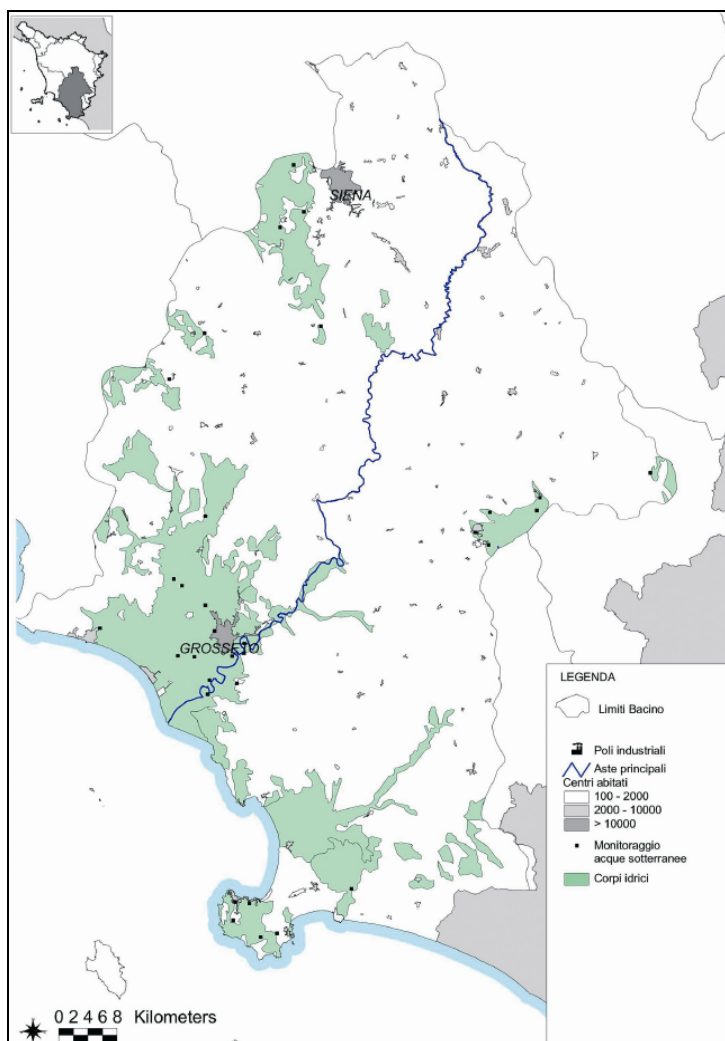 SIENA
GROSSETO
LEGENDA
Limiti Bacino
Poli industriali
Aste principali
Centri abitati
100 - 2000
2000 - 10000
> 10000
Monitoraggio
acque sotterranee
Corpi idrici
0 2 4 6 8 Kilometers